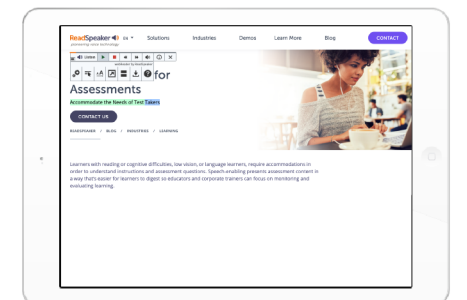 ReadSpeaker
pioneering voice technology
Solutions
Industries
Demos
Learn More
Blog
CONTACT
Listen
webReader by ReadSpeaker
for
Assessments
Accommodate the Needs of Test Takers
CONTACT US
READSPEAKER / BLOG / INDUSTRIES / LEARNING
Learners with reading or cognitive difficulties, low vision, or language learners, require accommodations in
order to understand instructions and assessment questions. Speech-enabling presents assessment content in
a way that's easier for learners to digest so educators and corporate trainers can focus on monitoring and
evaluating learning.